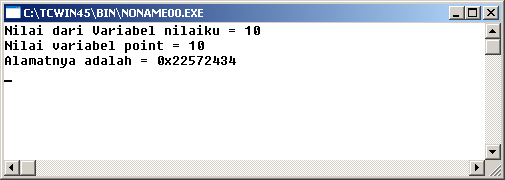 C:\TCWIN45\BIN\NONAME00.EXE
Nilai dari Variabel nilaiku = 10
Nilai variabel point = 10
Alamatnya adalah = 0x22572434